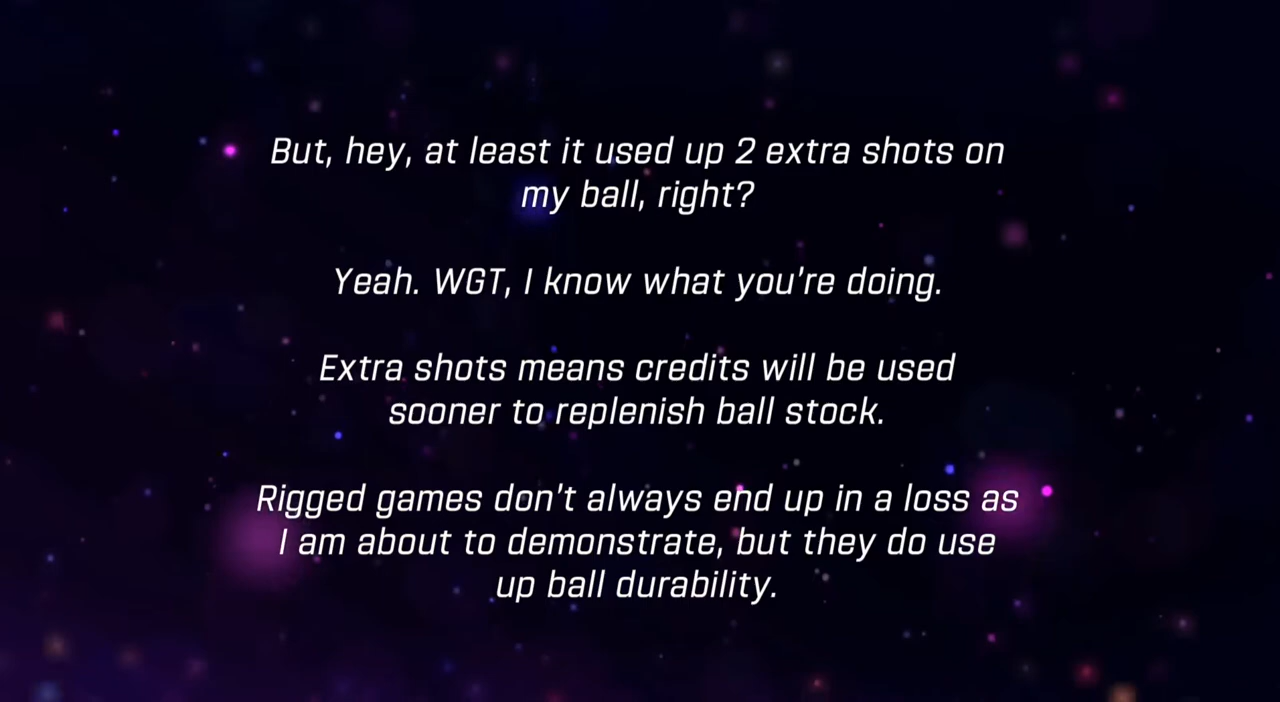 But, hey, at least it used up 2 extra shots on
my ball, right?
Yeah. WGT, I know what you're doing.
Extra shots means credits will be used
sooner to replenish ball stock.
Rigged games don't always end up in a loss as
I am about to demonstrate, but they do use
up ball durability.